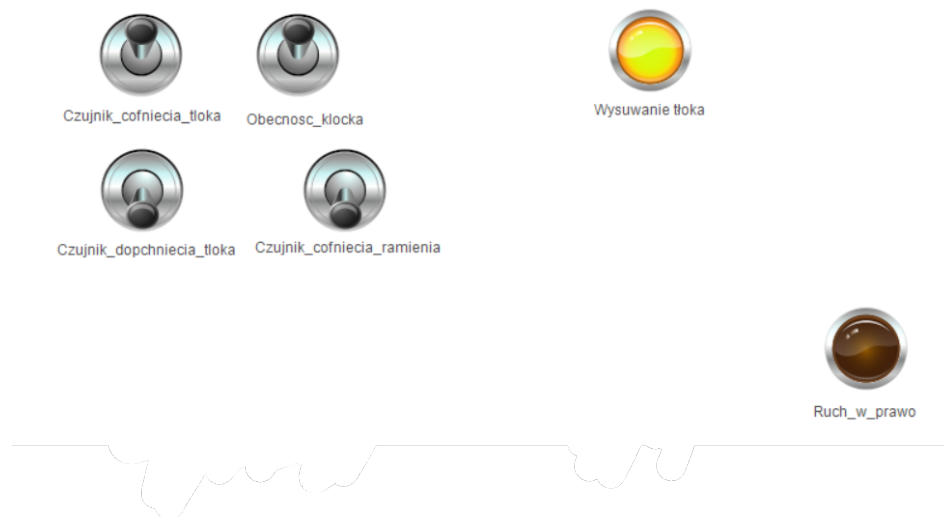 Czujnik_cofniecia_tloka
Obecnosc_klocka
Wysuwanie tłoka
Czujnik_dopchniecia_tloka
Czujnik_cofniecia_ramienia
Ruch_w_prawo